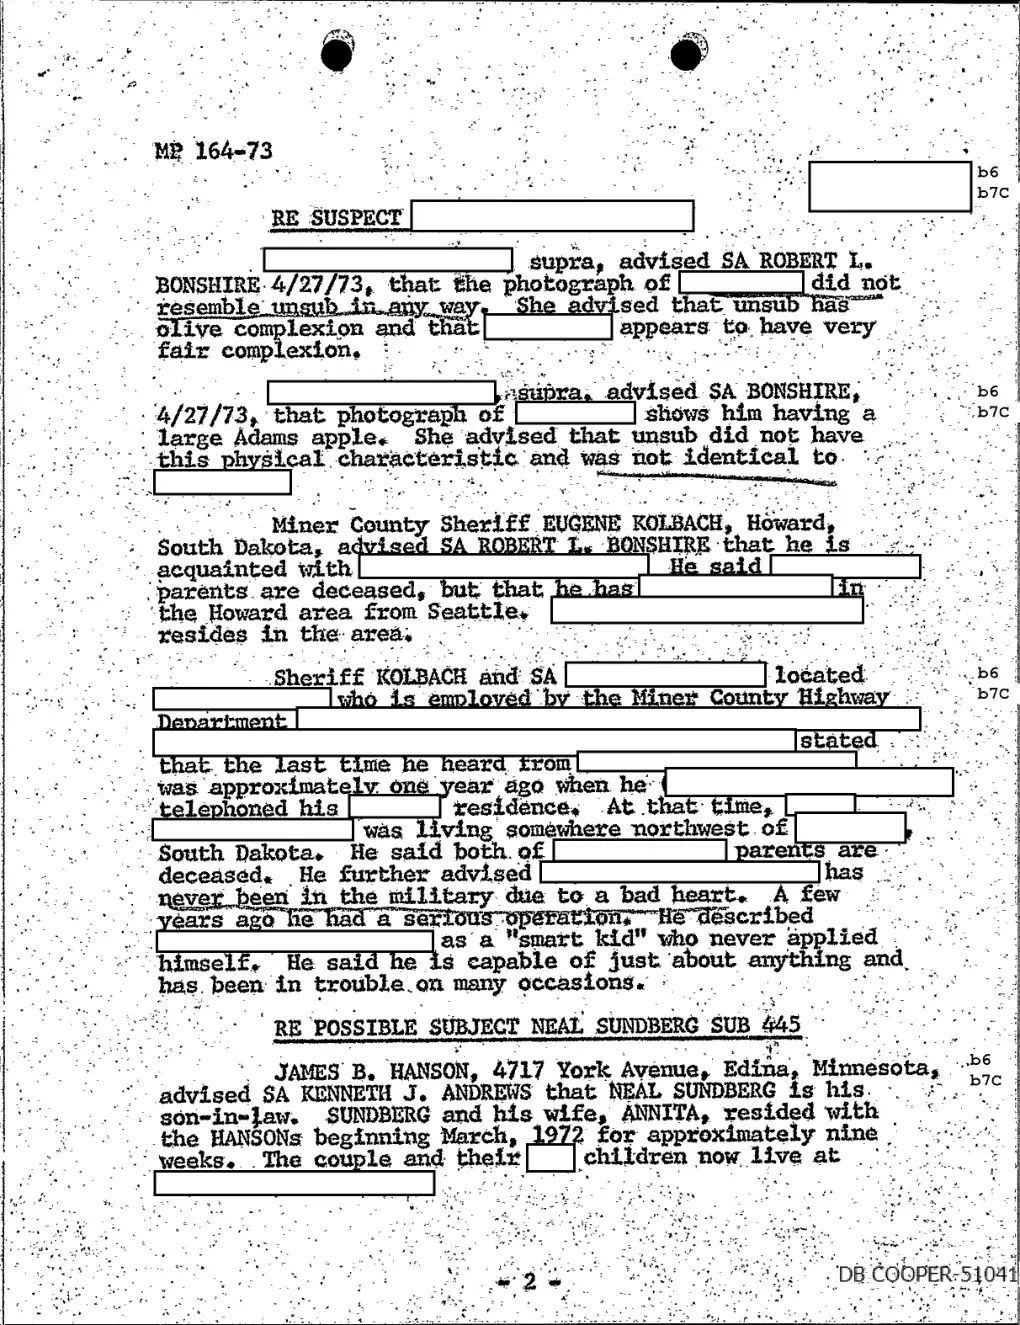 MP 164-73
b6
b7C
RE SUSPECT
supra, advised SA ROBERT L.
BONSHIRE 4/27/73, that the photograph of did not
resemble unsub in any way. She advised that unsub has
olive complexion and that appears to have very
fair complexion.
supra, advised SA BONSHIRE,
b6
4/27/73, that photograph of shows him having a
b7C
large Adams apple. She advised that unsub did not have
this physical characteristic and was not identical to
Miner County Sheriff EUGENE KOLBACH, Howard,
South Dakota, advised SA ROBERT L. BONSHIRE that he is
acquainted with He said
parents are deceased, but that he has in
the Howard area from Seattle.
resides in the area.
Sheriff KOLBACH and SA located
b6
who is employed by the Miner County Highway
b7C
Department
stated
that the last time he heard from
was approximately one year ago when he (
telephoned his residence. At that time,
was living somewhere northwest of ,
South Dakota. He said both of parents are
deceased. He further advised has
never been in the military due to a bad heart. A few
years ago he had a serious operation. He described
as a "smart kid" who never applied
himself. He said he is capable of just about anything and
has been in trouble on many occasions.
RE POSSIBLE SUBJECT NEAL SUNDBERG SUB 445
JAMES B. HANSON, 4717 York Avenue, Edina, Minnesota,
b6
b7C
advised SA KENNETH J. ANDREWS that NEAL SUNDBERG is his
son-in-law. SUNDBERG and his wife, ANNITA, resided with
the HANSONs beginning March, 1972 for approximately nine
weeks. The couple and their children now live at
- 2 -
DB COOPER-51041